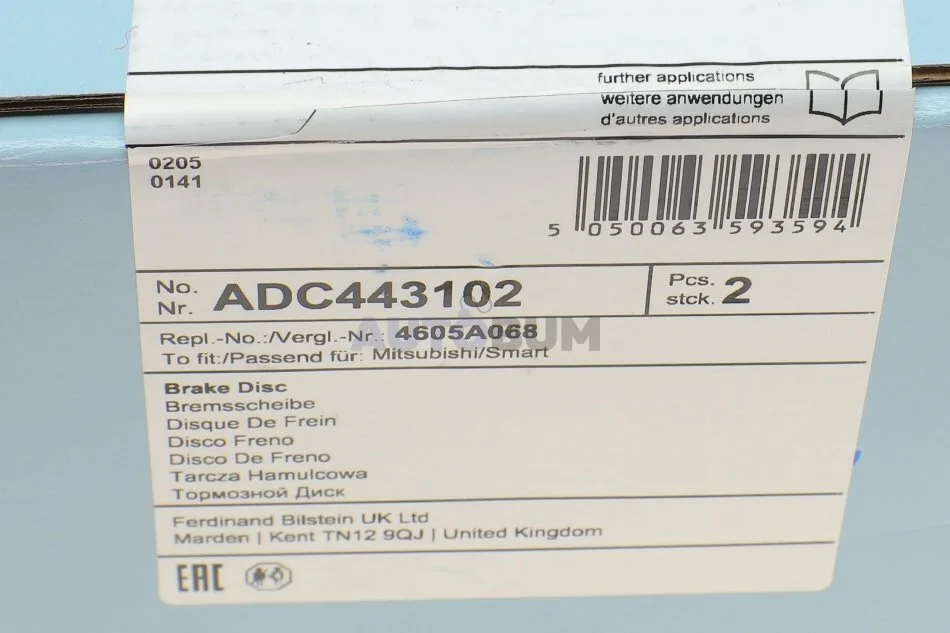 further applications
weitere anwendungen
d'autres applications
0205
0141
5 050063 593594
No. Nr. ADC443102
Pcs. stck. 2
Repl.-No.:/Vergl.-Nr.: 4605A068
To fit:/Passend für: Mitsubishi/Smart
AUTOBUM
Brake Disc
Bremsscheibe
Disque De Frein
Disco Freno
Disco De Freno
Tarcza Hamulcowa
Тормозной Диск
Ferdinand Bilstein UK Ltd
Marden | Kent TN12 9QJ | United Kingdom
EAC